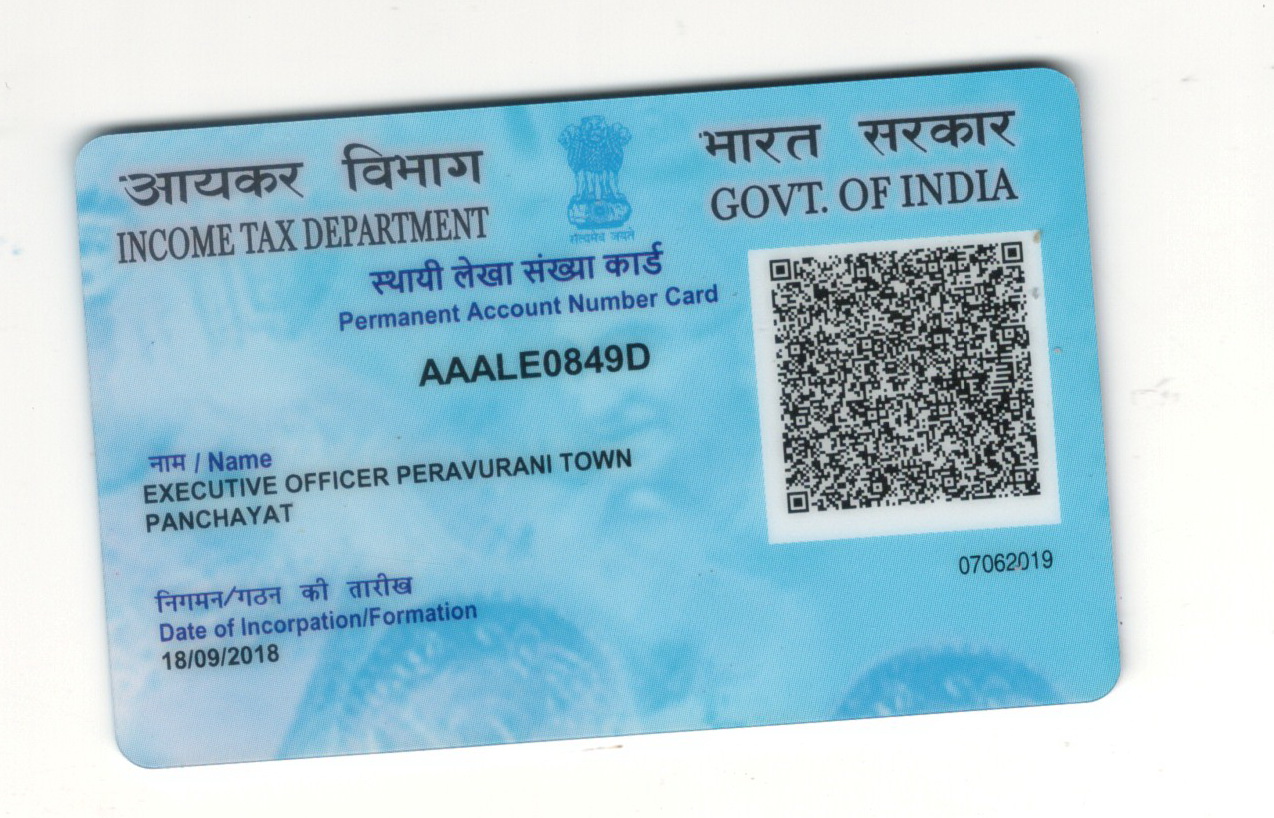 आयकर विभाग
INCOME TAX DEPARTMENT
सत्यमेव जयते
भारत सरकार
GOVT. OF INDIA
स्थायी लेखा संख्या कार्ड
Permanent Account Number Card
AAALE0849D
नाम / Name
EXECUTIVE OFFICER PERAVURANI TOWN
PANCHAYAT
07062019
निगमन/गठन की तारीख
Date of Incorpation/Formation
18/09/2018